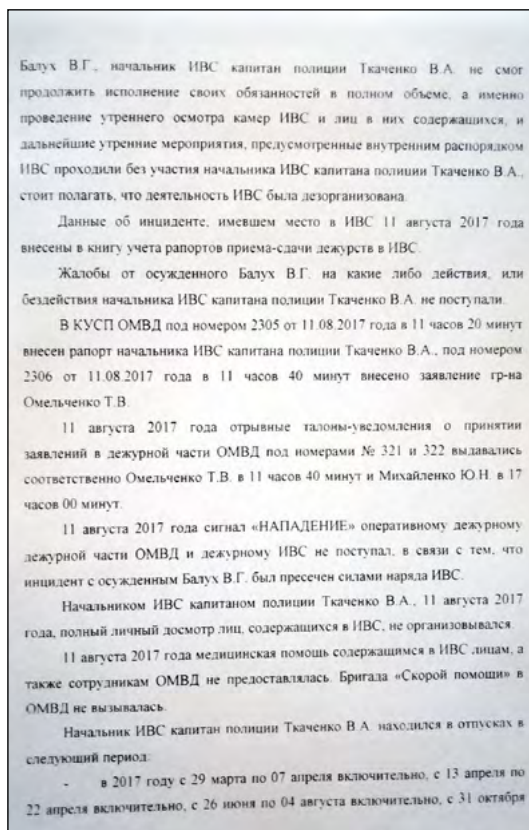 Балух В.Г., начальник ИВС капитан полиции Ткаченко В.А. не смог
продолжить исполнение своих обязанностей в полном объеме, а именно
проведение утреннего осмотра камер ИВС и лиц в них содержащихся, и
дальнейшие утренние мероприятия, предусмотренные внутренним распорядком
ИВС проходили без участия начальника ИВС капитана полиции Ткаченко В.А.,
стоит полагать, что деятельность ИВС была дезорганизована.
Данные об инциденте, имевшем место в ИВС 11 августа 2017 года
внесены в книгу учета рапортов приема-сдачи дежурств в ИВС.
Жалобы от осужденного Балух В.Г. на какие либо действия, или
бездействия начальника ИВС капитана полиции Ткаченко В.А. не поступали.
В КУСП ОМВД под номером 2305 от 11.08.2017 года в 11 часов 20 минут
внесен рапорт начальника ИВС капитана полиции Ткаченко В.А., под номером
2306 от 11.08.2017 года в 11 часов 40 минут внесено заявление гр-на
Омельченко Т.В.
11 августа 2017 года отрывные талоны-уведомления о принятии
заявлений в дежурной части ОМВД под номерами № 321 и 322 выдавались
соответственно Омельченко Т.В. в 11 часов 40 минут и Михайленко Ю.Н. в 17
часов 00 минут.
11 августа 2017 года сигнал «НАПАДЕНИЕ» оперативному дежурному
дежурной части ОМВД и дежурному ИВС не поступал, в связи с тем, что
инцидент с осужденным Балух В.Г. был пресечен силами наряда ИВС.
Начальником ИВС капитаном полиции Ткаченко В.А., 11 августа 2017
года, полный личный досмотр лиц, содержащихся в ИВС, не организовывался.
11 августа 2017 года медицинская помощь содержащимся в ИВС лицам, а
также сотрудникам ОМВД не предоставлялась. Бригада «Скорой помощи» в
ОМВД не вызывалась.
Начальник ИВС капитан полиции Ткаченко В.А. находился в отпусках в
следующий период:
- в 2017 году с 29 марта по 07 апреля включительно, с 13 апреля по
22 апреля включительно, с 26 июня по 04 августа включительно, с 31 октября